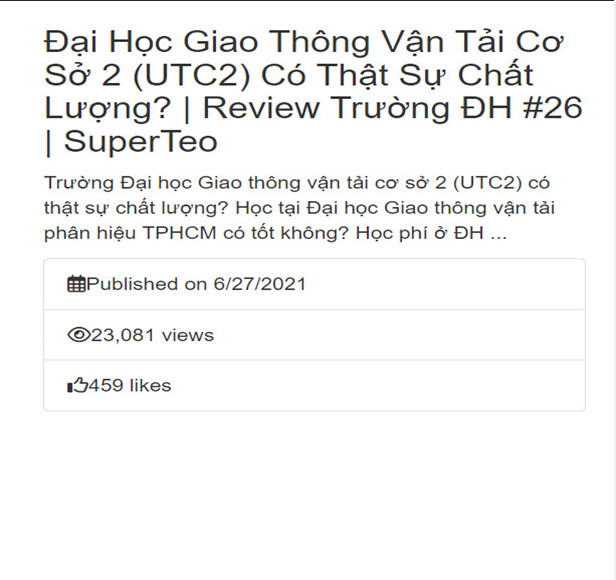 Đại Học Giao Thông Vận Tải Cơ
Sở 2 (UTC2) Có Thật Sự Chất
Lượng? | Review Trường ĐH #26
| SuperTeo
Trường Đại học Giao thông vận tải cơ sở 2 (UTC2) có
thật sự chất lượng? Học tại Đại học Giao thông vận tải
phân hiệu TPHCM có tốt không? Học phí ở ĐH ...
Published on 6/27/2021
23,081 views
459 likes